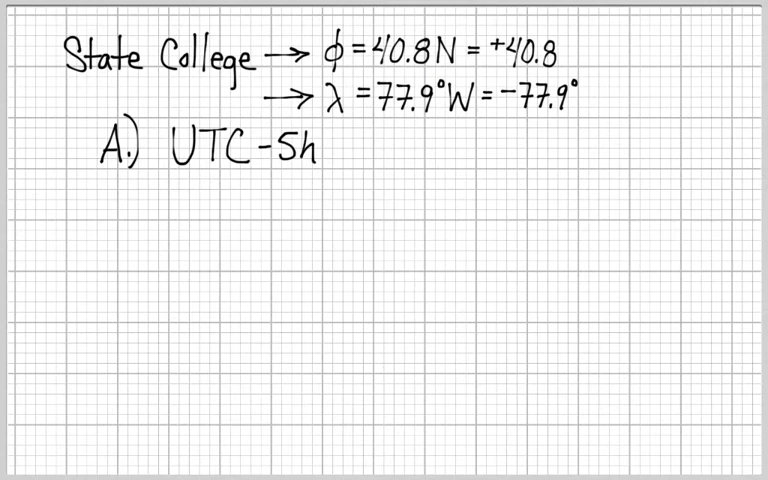 State College → ϕ = 40.8N = +40.8
→ λ = 77.9°W = -77.9°
A.) UTC-5h